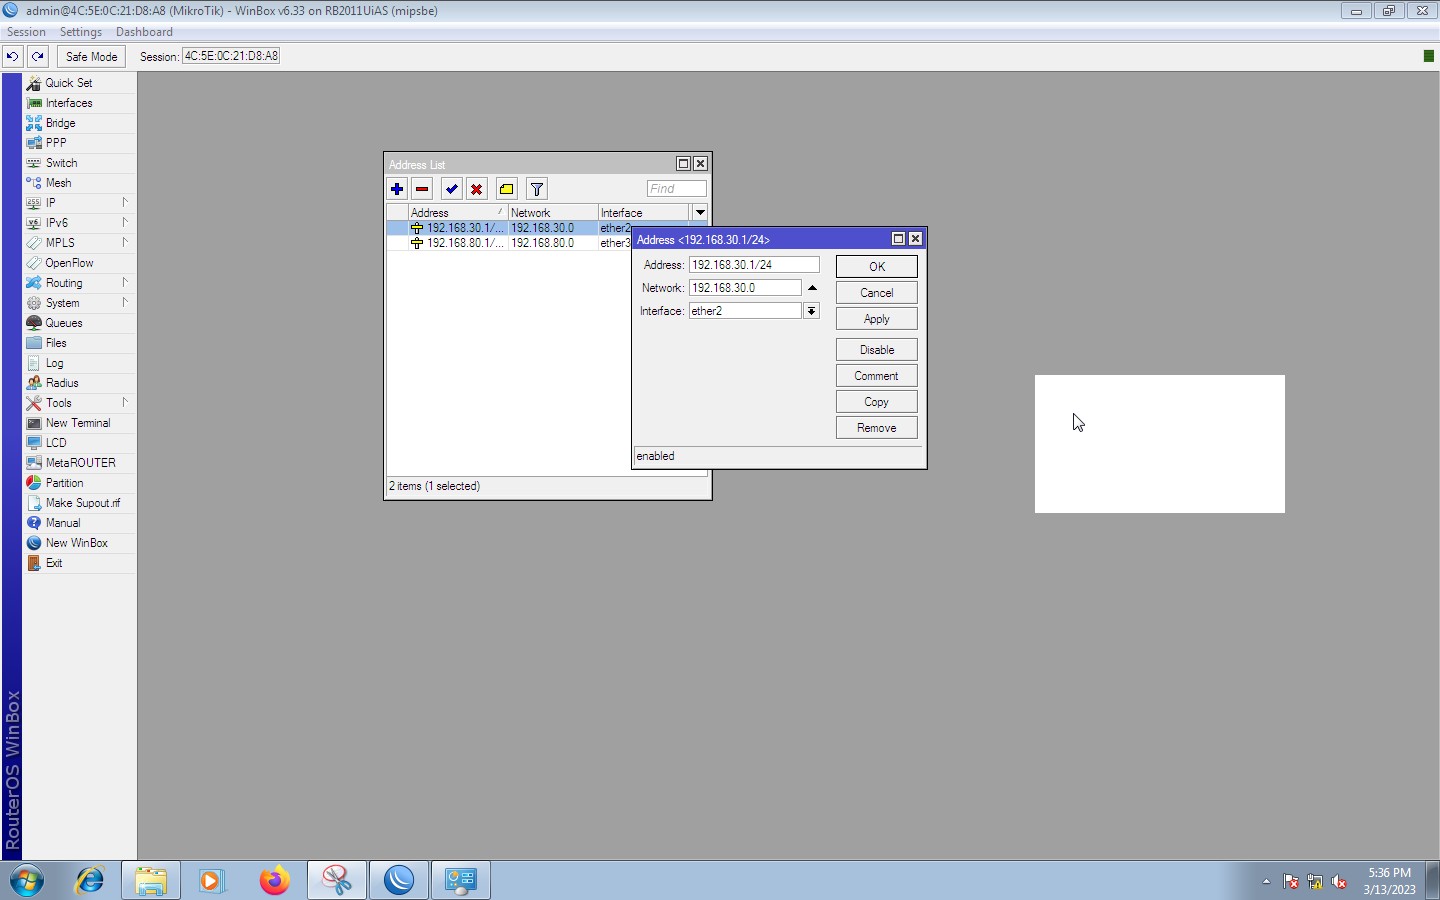 admin@4C:5E:0C:21:D8:A8 (MikroTik) - WinBox v6.33 on RB2011UiAS (mipsbe)
Session Settings Dashboard
Safe Mode Session: 4C:5E:0C:21:D8:A8
Quick Set
Interfaces
Bridge
PPP
Switch
Mesh
IP
IPv6
MPLS
OpenFlow
Routing
System
Queues
Files
Log
Radius
Tools
New Terminal
LCD
MetaROUTER
Partition
Make Supout.rif
Manual
New WinBox
Exit
RouterOS WinBox
Address List
Find
Address Network Interface
192.168.30.1/... 192.168.30.0 ether2
192.168.80.1/... 192.168.80.0 ether3
2 items (1 selected)
Address <192.168.30.1/24>
Address: 192.168.30.1/24
Network: 192.168.30.0
Interface: ether2
OK
Cancel
Apply
Disable
Comment
Copy
Remove
enabled
5:36 PM
3/13/2023